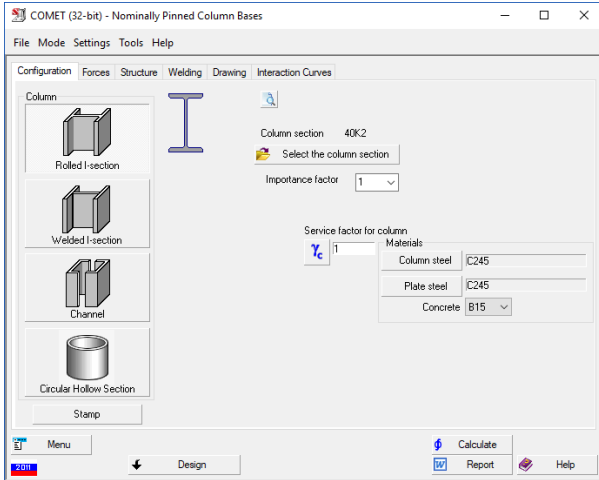 COMET (32-bit) - Nominally Pinned Column Bases
File Mode Settings Tools Help
Configuration Forces Structure Welding Drawing Interaction Curves
Column
Rolled I-section
Welded I-section
Channel
Circular Hollow Section
Stamp
Column section 40K2
Select the column section
Importance factor 1
Service factor for column
γc 1
Materials
Column steel C245
Plate steel C245
Concrete B15
Menu
Calculate
2011
Design
Report
Help